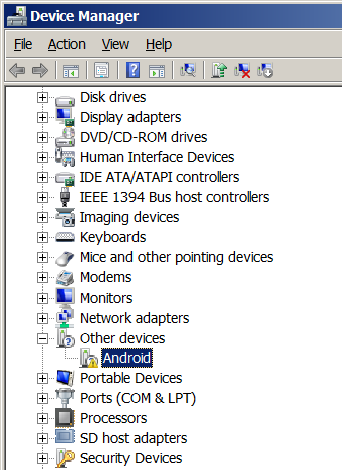 Device Manager
File Action View Help
Disk drives
Display adapters
DVD/CD-ROM drives
Human Interface Devices
IDE ATA/ATAPI controllers
IEEE 1394 Bus host controllers
Imaging devices
Keyboards
Mice and other pointing devices
Modems
Monitors
Network adapters
Other devices
Android
Portable Devices
Ports (COM & LPT)
Processors
SD host adapters
Security Devices